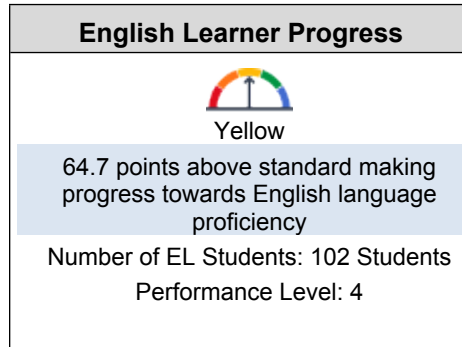 English Learner Progress
Yellow
64.7 points above standard making
progress towards English language
proficiency
Number of EL Students: 102 Students
Performance Level: 4